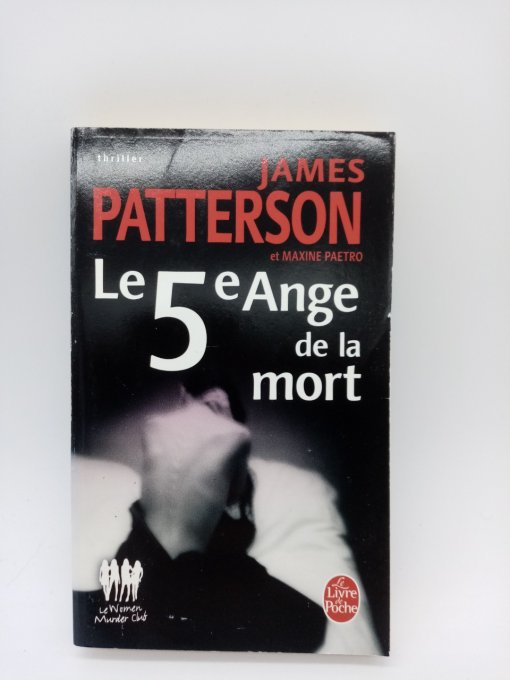 thriller
JAMES
PATTERSON
et MAXINE PAETRO
Le 5e Ange
de la
mort
Le Women
Murder Club
Le
Livre
de
Poche